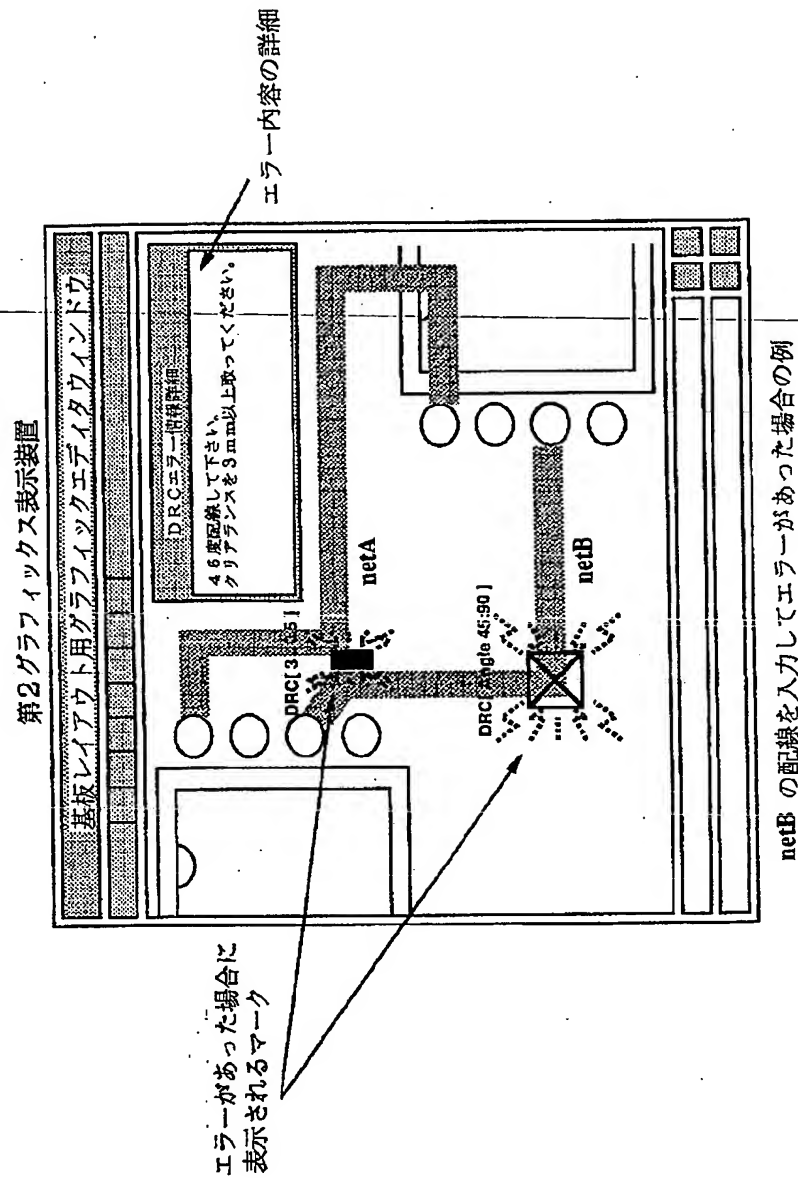 第2グラフィックス表示装置
基板レイアウト用グラフィックエディタウィンドウ
DRCエラー情報詳細
45度配線して下さい。
クリアランスを3mm以上取ってください。
エラー内容の詳細
エラーがあった場合に
表示されるマーク
netA
DRC[ Angle 45:90 ]
netB
netB の配線を入力してエラーがあった場合の例